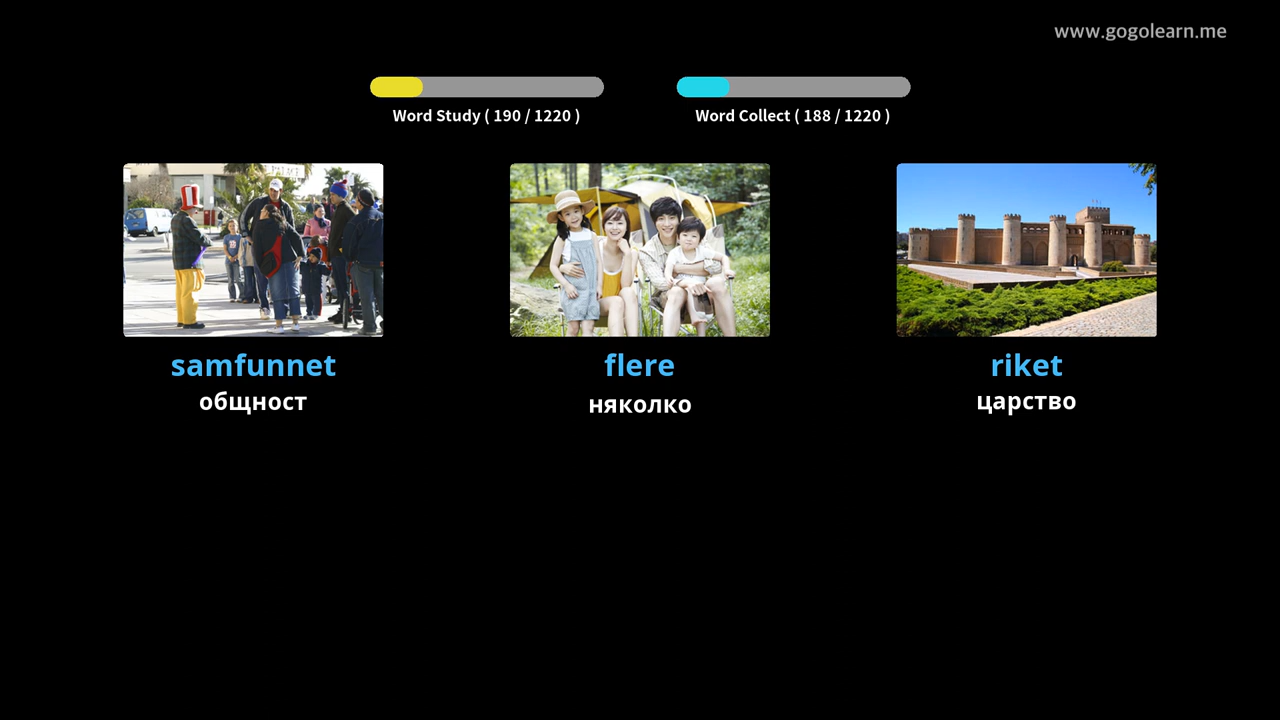 www.gogolearn.me
Word Study ( 190 / 1220 )
Word Collect ( 188 / 1220 )
samfunnet
общност
flere
няколко
riket
царство